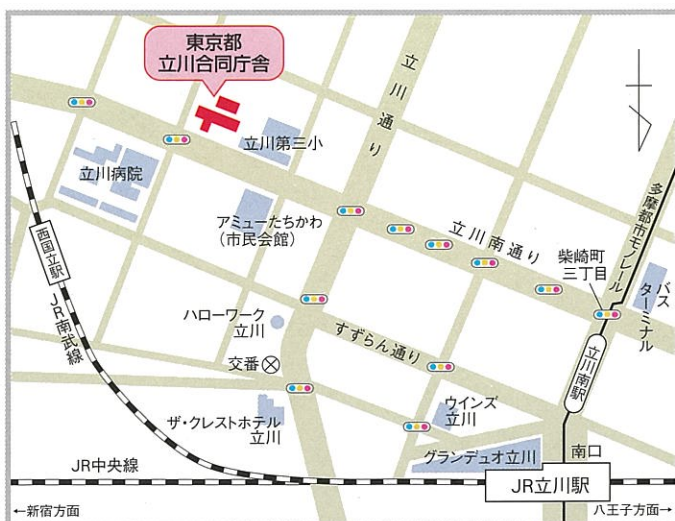 東京都
立川合同庁舎
立川通り
立川第三小
立川病院
アミューたちかわ
（市民会館）
立川南通り
多摩都市モノレール
柴崎町
三丁目
バス
ターミナル
西国立駅
JR南武線
ハローワーク
立川
すずらん通り
交番
立川南駅
ザ・クレストホテル
立川
ウインズ
立川
グランデュオ立川
南口
JR中央線
JR立川駅
←新宿方面
八王子方面→